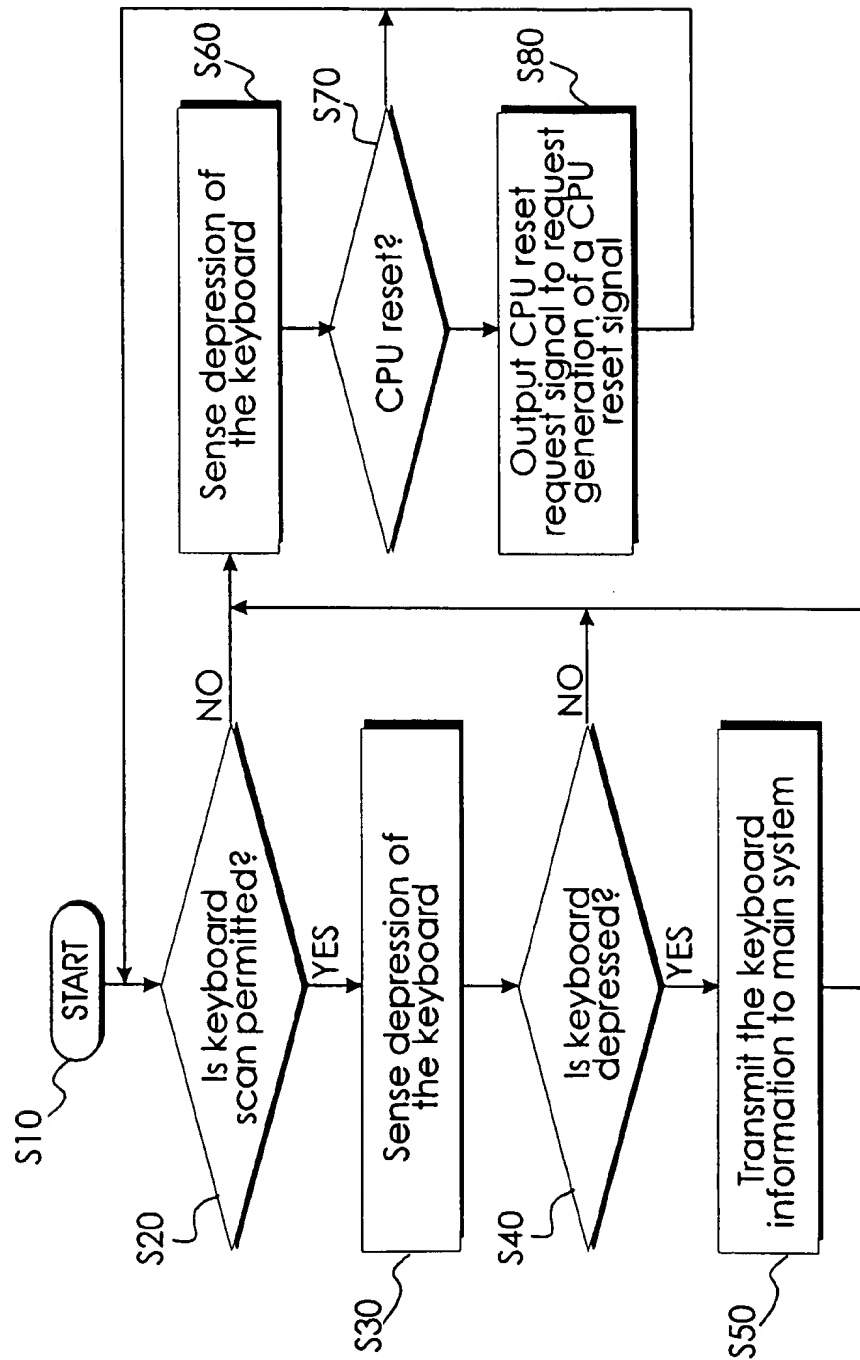 S10
START
S20
Is keyboard
scan permitted?
NO
YES
S30
Sense depression of
the keyboard
S40
Is keyboard
depressed?
NO
YES
S50
Transmit the keyboard
information to main system
S60
Sense depression of
the keyboard
S70
CPU reset?
S80
Output CPU reset
request signal to request
generation of a CPU
reset signal